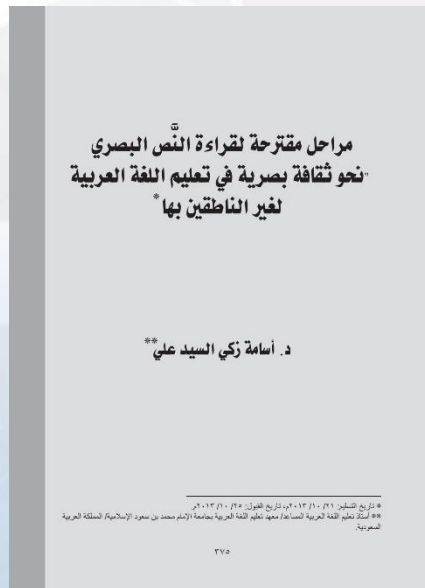 مراحل مقترحة لقراءة النَّص البصري
"نحو ثقافة بصرية في تعليم اللغة العربية
لغير الناطقين بها*
د. أسامة زكي السيد علي**
* تاريخ التسليم: ٢١/ ١٠/ ٢٠١٣م، تاريخ القبول: ٢٥/ ١٠/ ٢٠١٣م.
** أستاذ تعليم اللغة العربية المساعد/ معهد تعليم اللغة العربية بجامعة الإمام محمد بن سعود الإسلامية/ المملكة العربية
السعودية.
٣٧٥